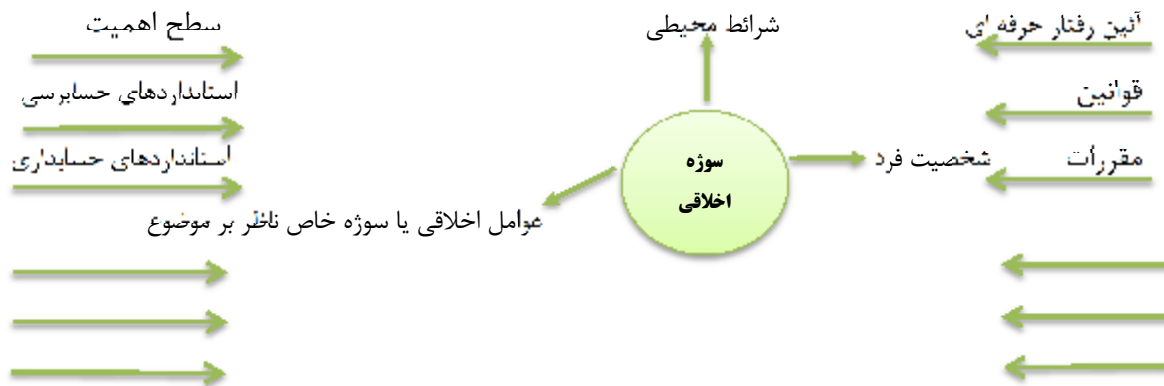 آئین رفتار حرفه ای
شرائط محیطی
سطح اهمیت
قوانین
استانداردهای حسابرسی
مقررات
شخصیت فرد
سوژه
اخلاقی
استانداردهای حسابداری
عوامل اخلاقی یا سوژه خاص ناظر بر موضوع